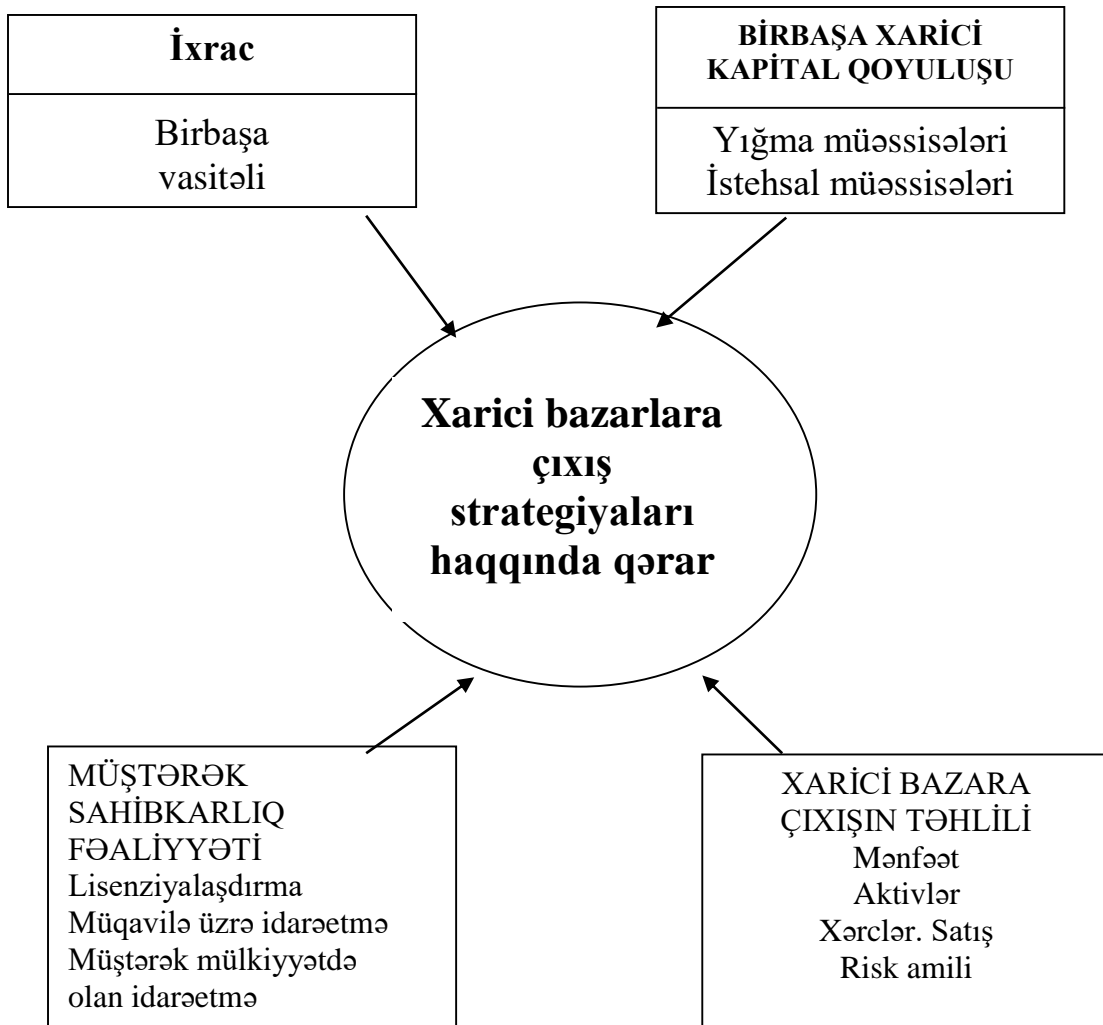 İxrac
Birbaşa
vasitəli
BİRBAŞA XARİCİ
KAPİTAL QOYULUŞU
Yığma müəssisələri
İstehsal müəssisələri
Xarici bazarlara
çıxış
strategiyaları
haqqında qərar
MÜŞTƏRƏK
SAHİBKARLIQ
FƏALİYYƏTİ
Lisenziyalaşdırma
Müqavilə üzrə idarəetmə
Müştərək mülkiyyətdə
olan idarəetmə
XARİCİ BAZARA
ÇIXIŞIN TƏHLİLİ
Mənfəət
Aktivlər
Xərclər. Satış
Risk amili